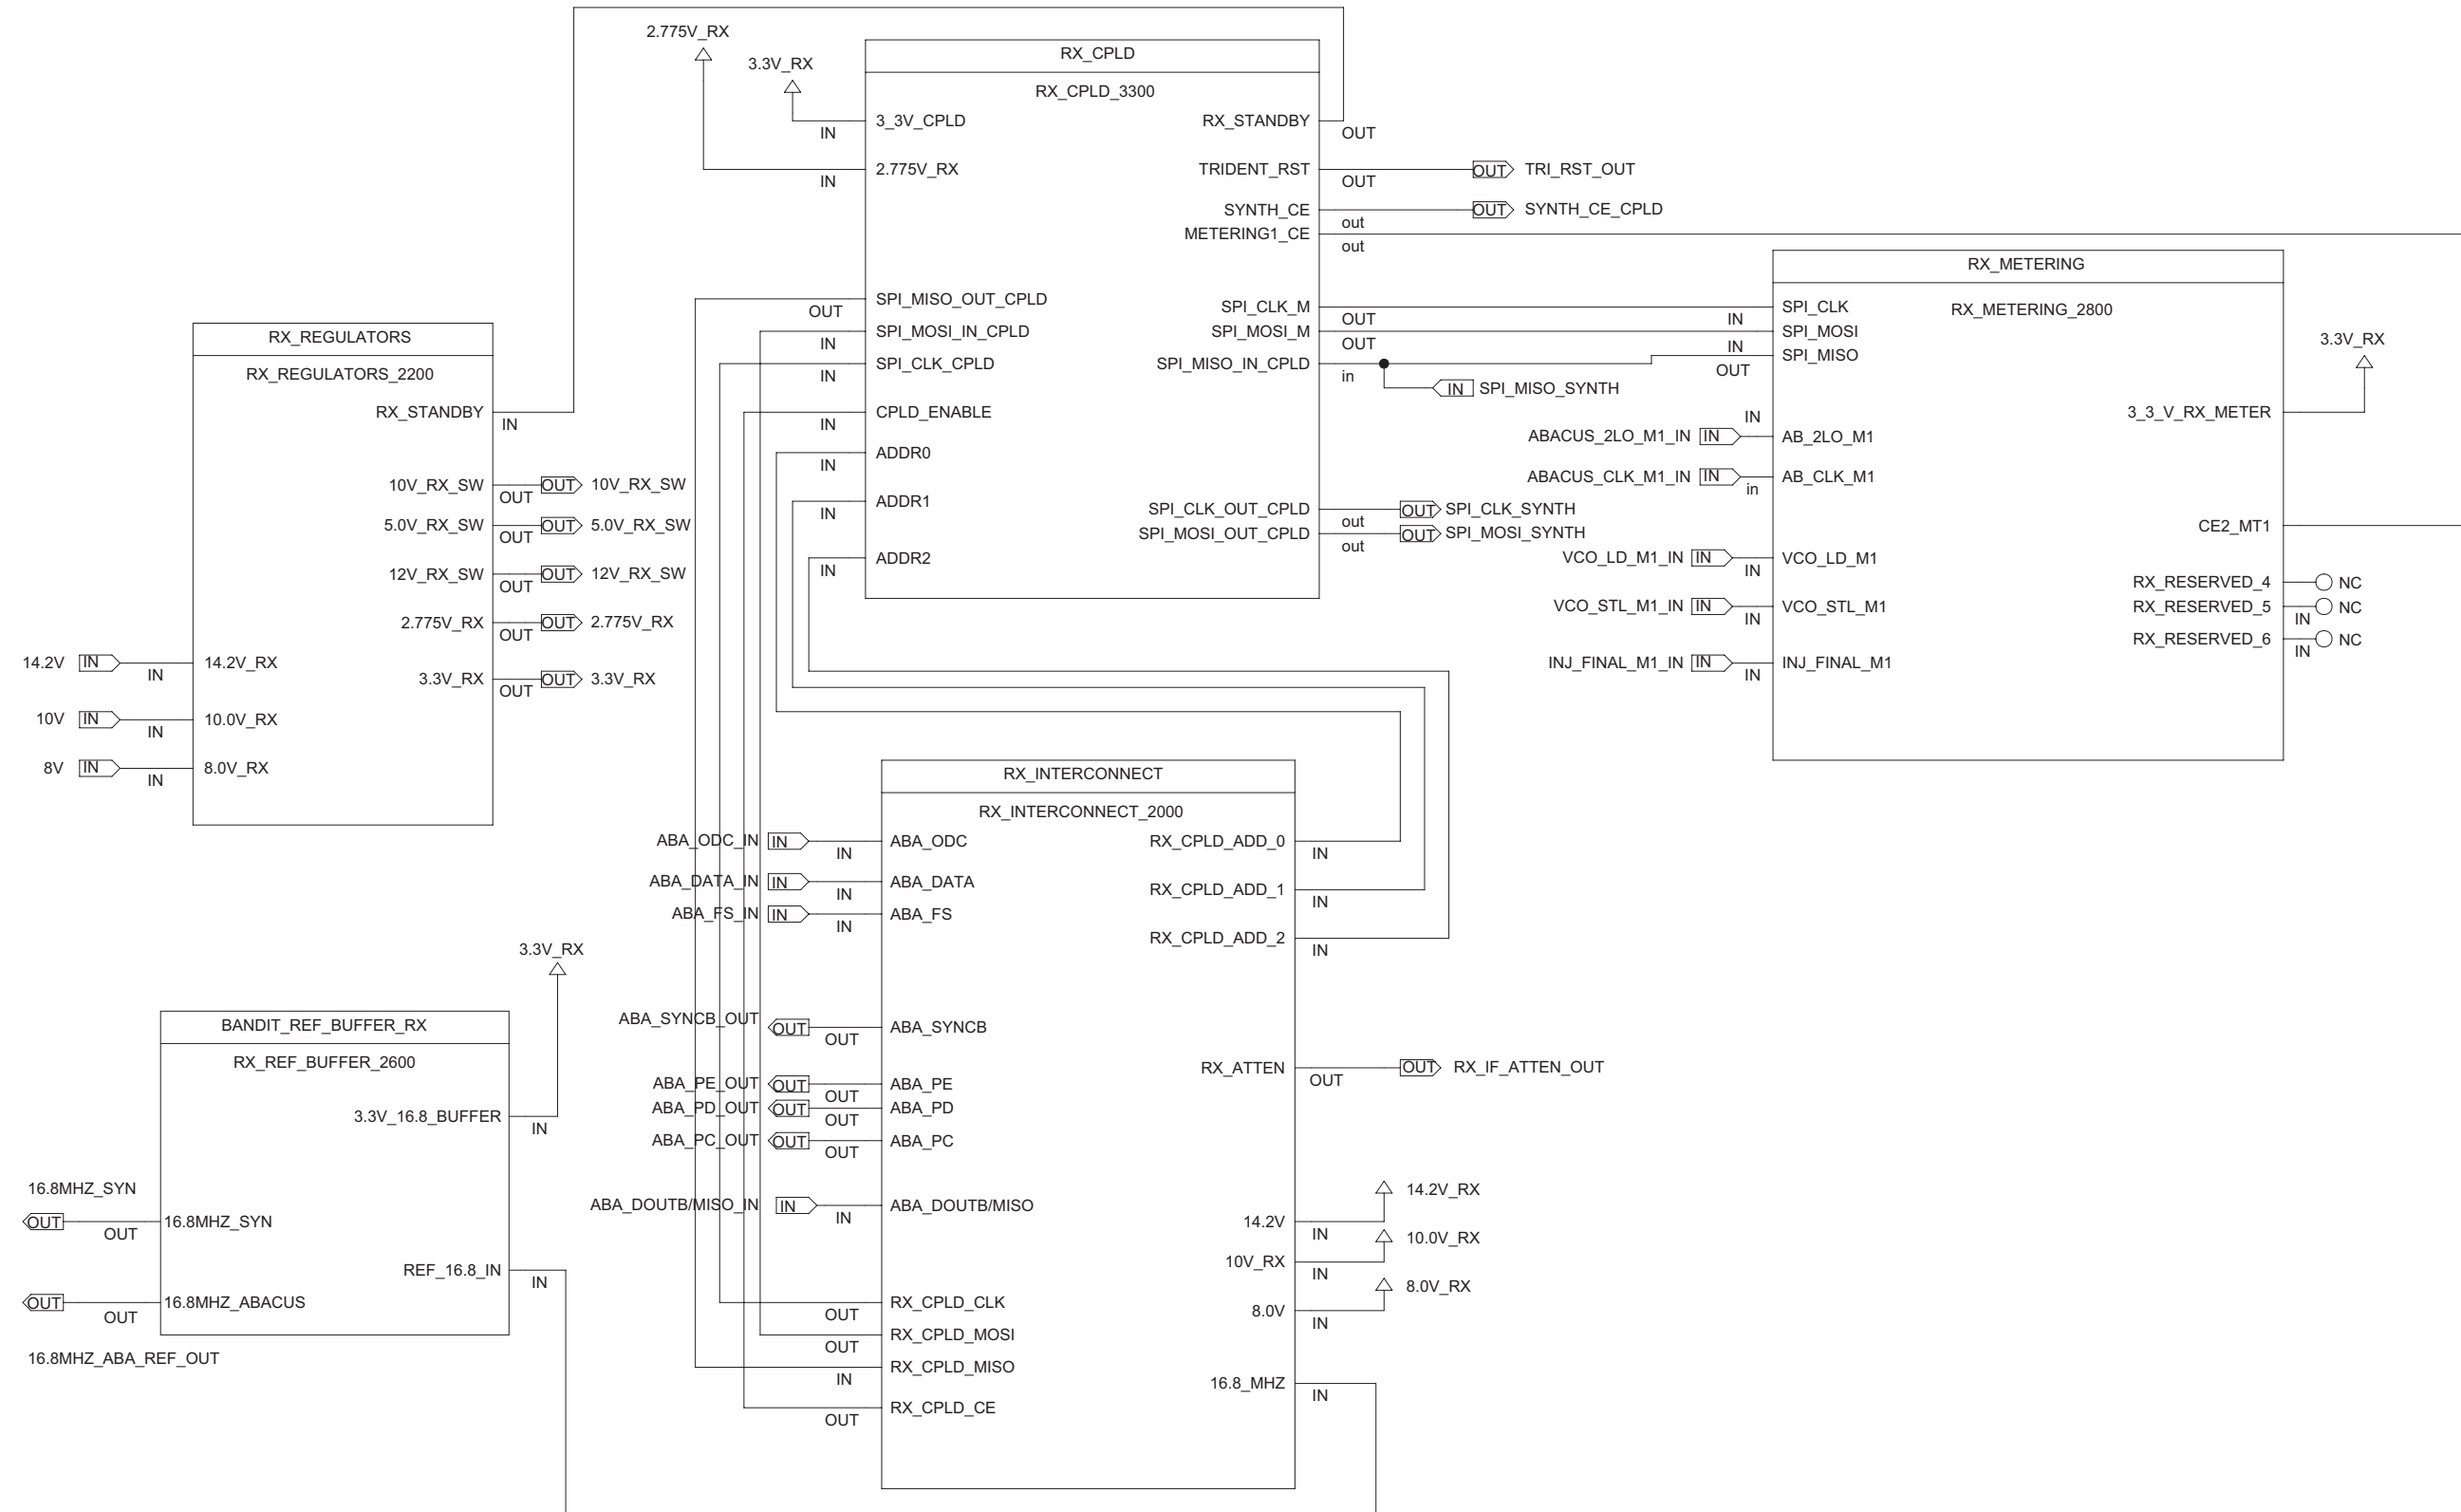 2.775V_RX
3.3V_RX
RX_CPLD
RX_CPLD_3300
3_3V_CPLD
IN
2.775V_RX
IN
SPI_MISO_OUT_CPLD
OUT
SPI_MOSI_IN_CPLD
IN
SPI_CLK_CPLD
IN
CPLD_ENABLE
IN
ADDR0
IN
ADDR1
IN
ADDR2
IN
RX_STANDBY
OUT
TRIDENT_RST
OUT
OUT TRI_RST_OUT
SYNTH_CE
out
OUT SYNTH_CE_CPLD
METERING1_CE
out
SPI_CLK_M
OUT
SPI_MOSI_M
OUT
SPI_MISO_IN_CPLD
in
IN SPI_MISO_SYNTH
SPI_CLK_OUT_CPLD
out
OUT SPI_CLK_SYNTH
SPI_MOSI_OUT_CPLD
out
OUT SPI_MOSI_SYNTH
RX_METERING
RX_METERING_2800
SPI_CLK
IN
SPI_MOSI
IN
SPI_MISO
OUT
IN
ABACUS_2LO_M1_IN IN AB_2LO_M1
ABACUS_CLK_M1_IN IN AB_CLK_M1
in
VCO_LD_M1_IN IN VCO_LD_M1
IN
VCO_STL_M1_IN IN VCO_STL_M1
IN
INJ_FINAL_M1_IN IN INJ_FINAL_M1
IN
3.3V_RX
3_3_V_RX_METER
CE2_MT1
RX_RESERVED_4 NC
RX_RESERVED_5 NC
IN
RX_RESERVED_6 NC
IN
RX_REGULATORS
RX_REGULATORS_2200
RX_STANDBY
IN
10V_RX_SW OUT 10V_RX_SW
OUT
5.0V_RX_SW OUT 5.0V_RX_SW
OUT
12V_RX_SW OUT 12V_RX_SW
OUT
2.775V_RX OUT 2.775V_RX
OUT
3.3V_RX OUT 3.3V_RX
OUT
14.2V IN 14.2V_RX
IN
10V IN 10.0V_RX
IN
8V IN 8.0V_RX
IN
RX_INTERCONNECT
RX_INTERCONNECT_2000
ABA_ODC_IN IN ABA_ODC
IN
ABA_DATA_IN IN ABA_DATA
IN
ABA_FS_IN IN ABA_FS
IN
ABA_SYNCB_OUT OUT ABA_SYNCB
OUT
ABA_PE_OUT OUT ABA_PE
OUT
ABA_PD_OUT OUT ABA_PD
OUT
ABA_PC_OUT OUT ABA_PC
OUT
ABA_DOUTB/MISO_IN IN ABA_DOUTB/MISO
IN
RX_CPLD_CLK
OUT
RX_CPLD_MOSI
OUT
RX_CPLD_MISO
IN
RX_CPLD_CE
OUT
RX_CPLD_ADD_0
IN
RX_CPLD_ADD_1
IN
RX_CPLD_ADD_2
IN
RX_ATTEN OUT RX_IF_ATTEN_OUT
OUT
14.2V_RX
14.2V
IN
10.0V_RX
10V_RX
IN
8.0V_RX
8.0V
IN
16.8_MHZ
IN
3.3V_RX
BANDIT_REF_BUFFER_RX
RX_REF_BUFFER_2600
3.3V_16.8_BUFFER
IN
16.8MHZ_SYN
OUT 16.8MHZ_SYN
OUT
REF_16.8_IN
IN
OUT 16.8MHZ_ABACUS
OUT
16.8MHZ_ABA_REF_OUT